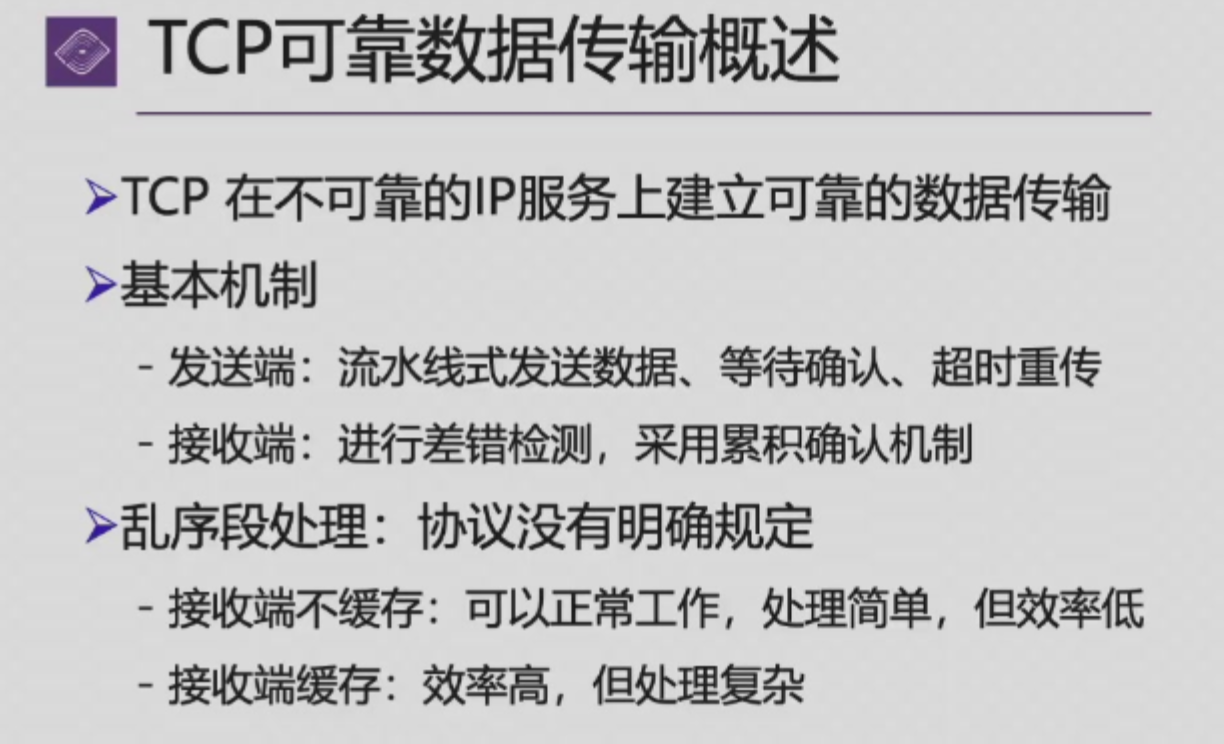 TCP可靠数据传输概述
➢TCP 在不可靠的IP服务上建立可靠的数据传输
➢基本机制
- 发送端：流水线式发送数据、等待确认、超时重传
- 接收端：进行差错检测，采用累积确认机制
➢乱序段处理：协议没有明确规定
- 接收端不缓存：可以正常工作，处理简单，但效率低
- 接收端缓存：效率高，但处理复杂